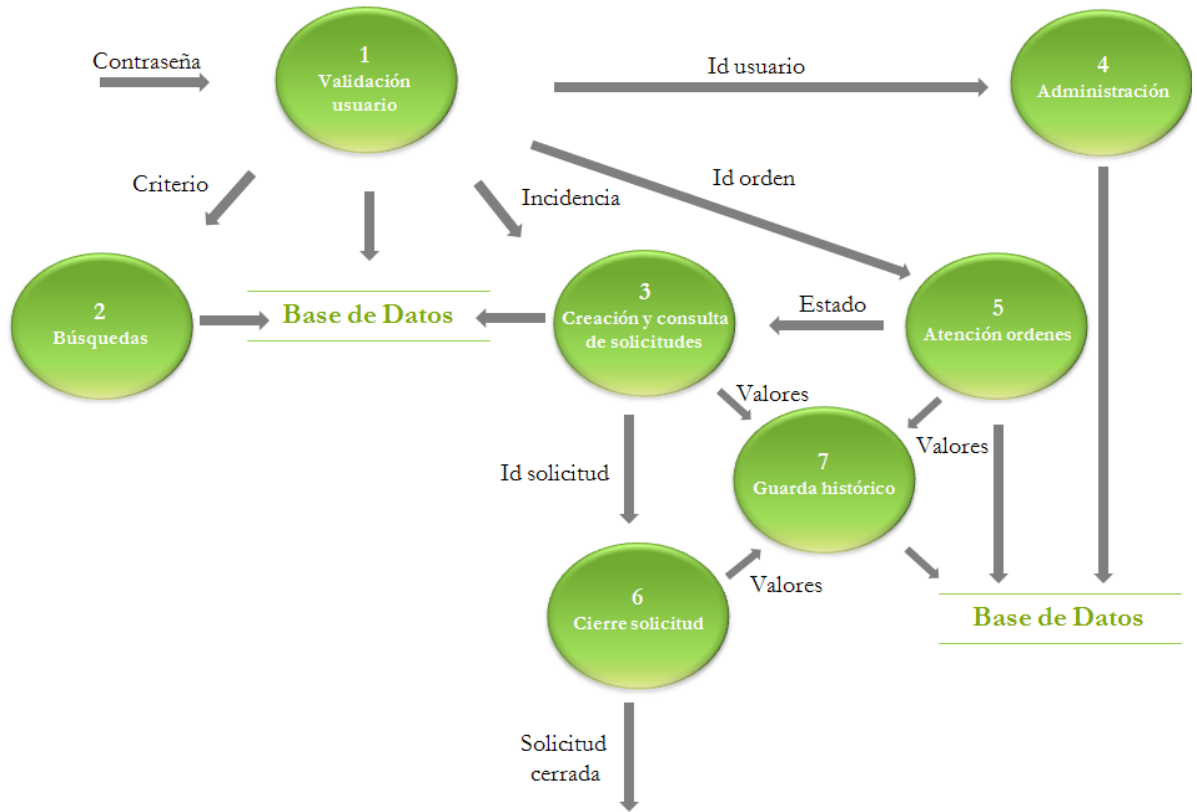 Contraseña
1
Validación
usuario
Id usuario
4
Administración
Criterio
Incidencia
Id orden
2
Búsquedas
Base de Datos
3
Creación y consulta
de solicitudes
Estado
5
Atención ordenes
Valores
Valores
Id solicitud
7
Guarda histórico
6
Cierre solicitud
Valores
Base de Datos
Solicitud
cerrada